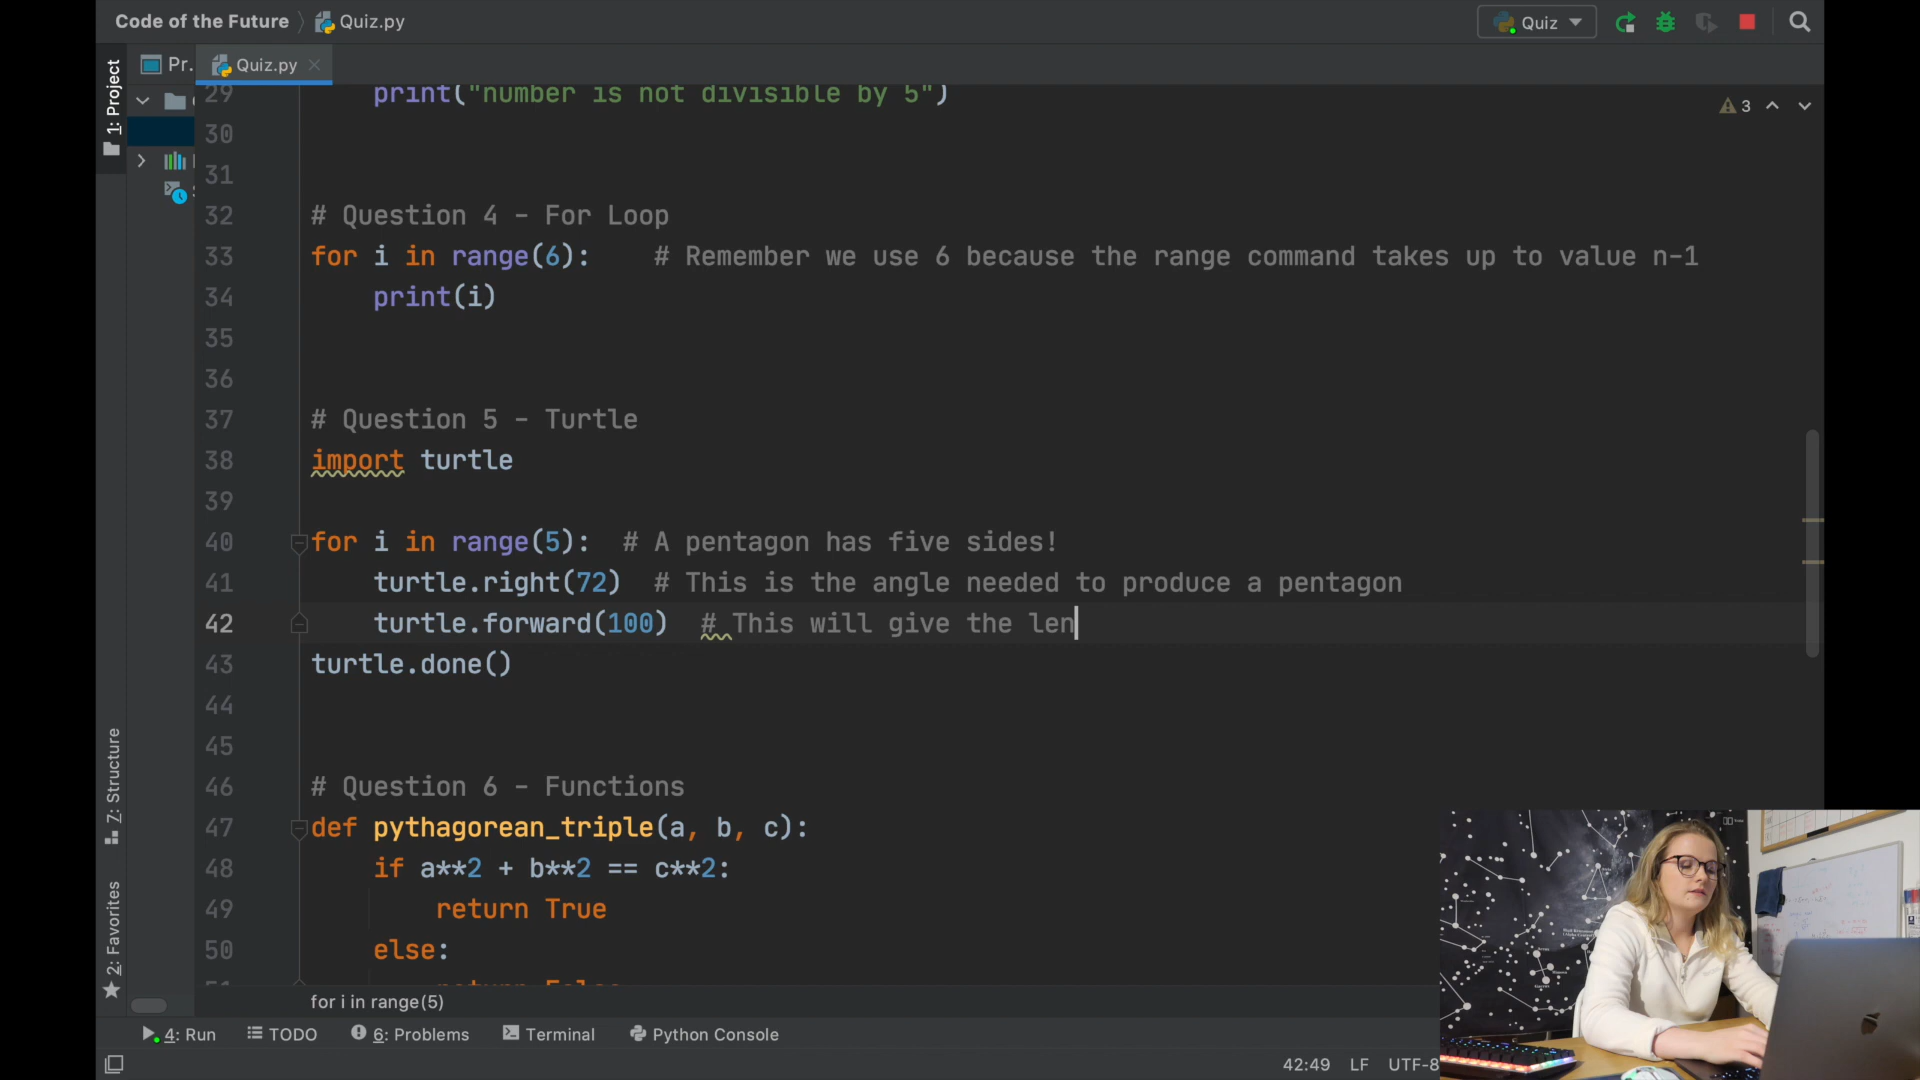 Code of the Future
Quiz.py
Quiz
1: Project
Pr.
Quiz.py
3
29 print("number is not divisible by 5")
30
31
32 # Question 4 - For Loop
33 for i in range(6):    # Remember we use 6 because the range command takes up to value n-1
34     print(i)
35
36
37 # Question 5 - Turtle
38 import turtle
39
40 for i in range(5):  # A pentagon has five sides!
41     turtle.right(72)  # This is the angle needed to produce a pentagon
42     turtle.forward(100)  # This will give the len
43 turtle.done()
44
45
46 # Question 6 - Functions
47 def pythagorean_triple(a, b, c):
48     if a**2 + b**2 == c**2:
49         return True
50     else:
7: Structure
2: Favorites
for i in range(5)
4: Run
TODO
6: Problems
Terminal
Python Console
42:49 LF UTF-8